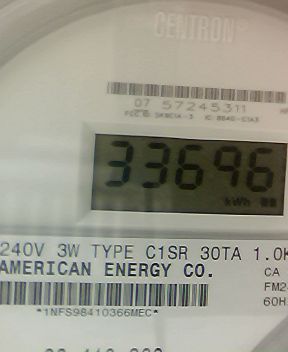 CENTRON®
07 57245311
33696
kWh
240V 3W TYPE C1SR 30TA 1.0K
AMERICAN ENERGY CO.
CA
FM2
60H
*1NFS98410366MEC*